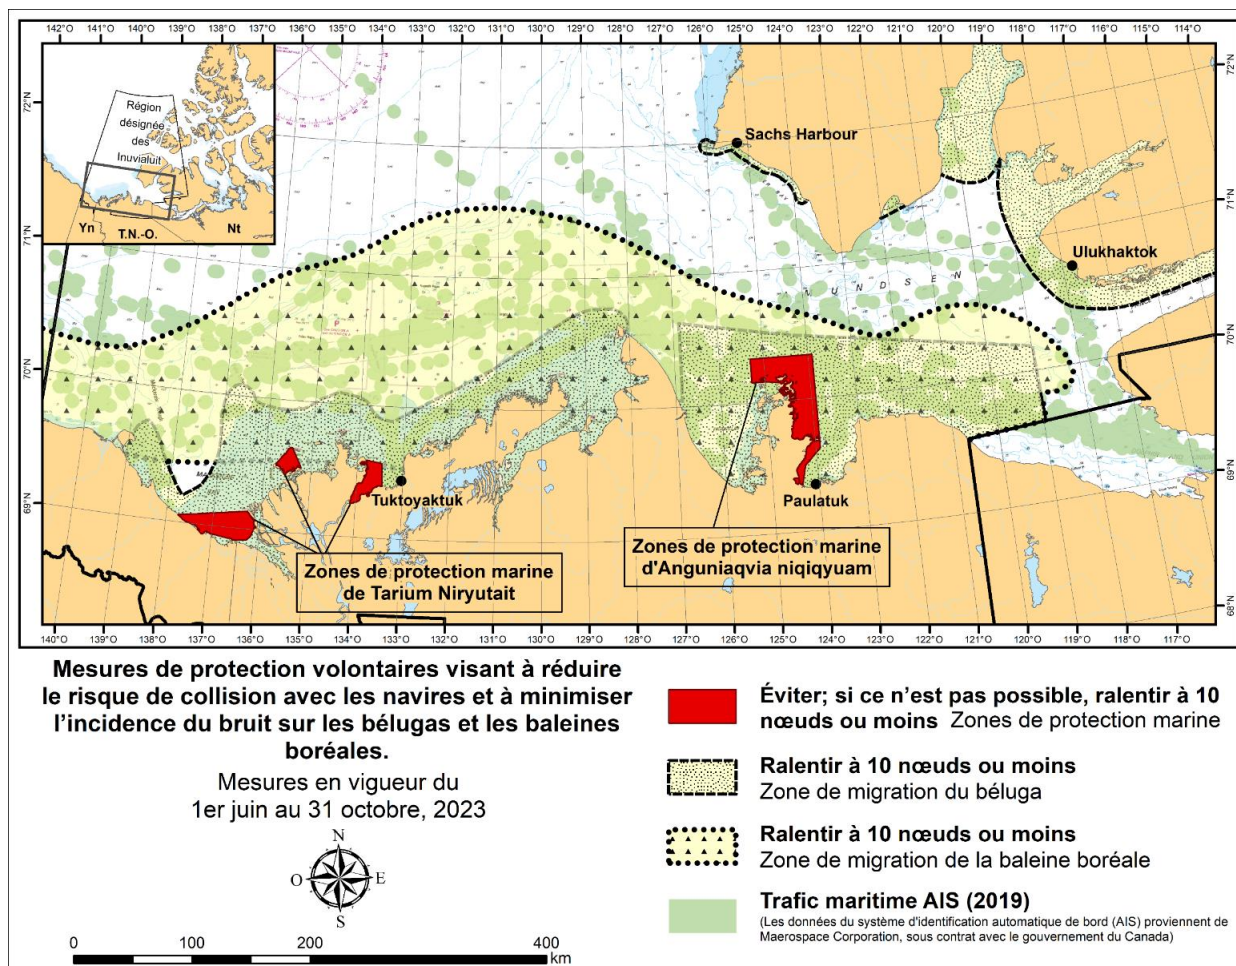 142°O 141°O 140°O 139°O 138°O 137°O 136°O 135°O 134°O 133°O 132°O 131°O 130°O 129°O 128°O 127°O 126°O 125°O 124°O 123°O 122°O 121°O 120°O 119°O 118°O 117°O 116°O 114°O
72°N
72°N
Région
désignée
des
Inuvialuit
Yn
T.N.-O.
Nt
Sachs Harbour
71°N
71°N
Ulukhaktok
70°N
70°N
69°N
69°N
Tuktoyaktuk
Paulatuk
Zones de protection marine
de Tarium Niryutait
Zones de protection marine
d'Anguniaqvia niqiqyuam
68°N
140°O 139°O 138°O 137°O 136°O 135°O 134°O 133°O 132°O 131°O 130°O 129°O 128°O 127°O 126°O 125°O 124°O 123°O 122°O 121°O 120°O 119°O 118°O 117°O
Mesures de protection volontaires visant à réduire
le risque de collision avec les navires et à minimiser
l'incidence du bruit sur les bélugas et les baleines
boréales.
Mesures en vigueur du
1er juin au 31 octobre, 2023
N
O
E
S
0 100 200 400
km
Éviter; si ce n'est pas possible, ralentir à 10
nœuds ou moins Zones de protection marine
Ralentir à 10 nœuds ou moins
Zone de migration du béluga
Ralentir à 10 nœuds ou moins
Zone de migration de la baleine boréale
Trafic maritime AIS (2019)
(Les données du système d'identification automatique de bord (AIS) proviennent de
Maerospace Corporation, sous contrat avec le gouvernement du Canada)